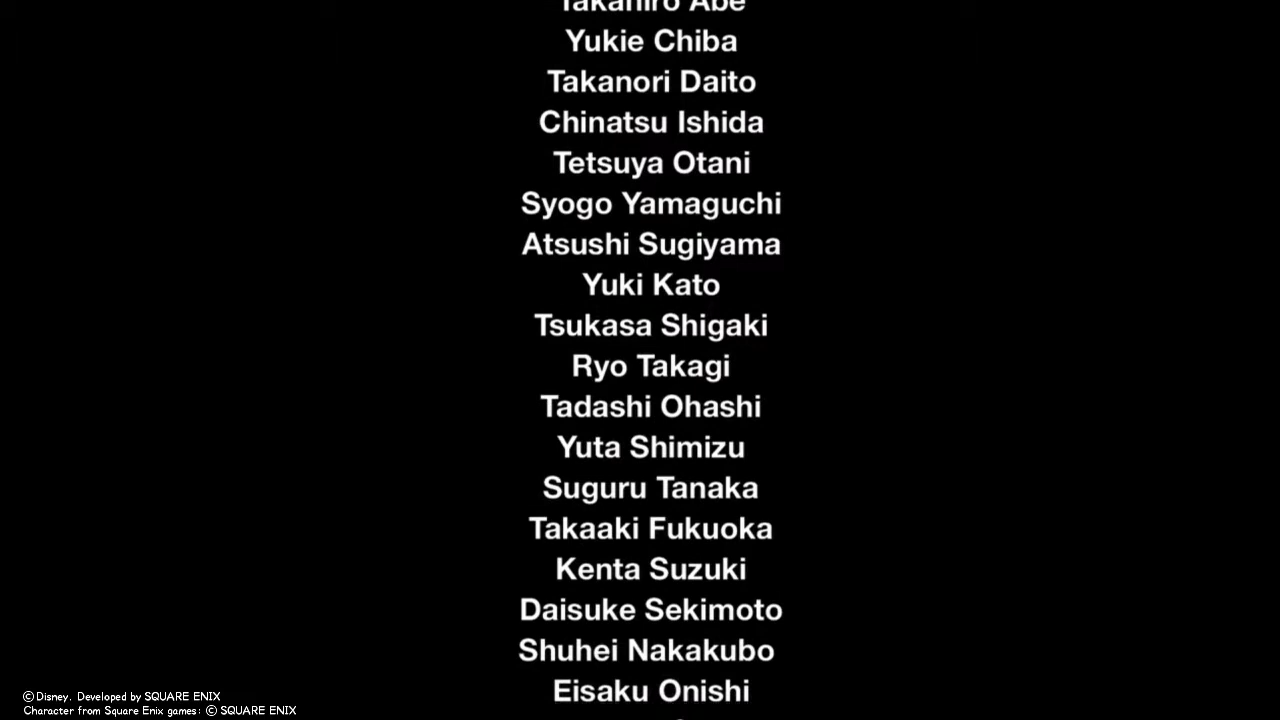 Takahiro Abe
Yukie Chiba
Takanori Daito
Chinatsu Ishida
Tetsuya Otani
Syogo Yamaguchi
Atsushi Sugiyama
Yuki Kato
Tsukasa Shigaki
Ryo Takagi
Tadashi Ohashi
Yuta Shimizu
Suguru Tanaka
Takaaki Fukuoka
Kenta Suzuki
Daisuke Sekimoto
Shuhei Nakakubo
Eisaku Onishi
© Disney. Developed by SQUARE ENIX
Character from Square Enix games: © SQUARE ENIX